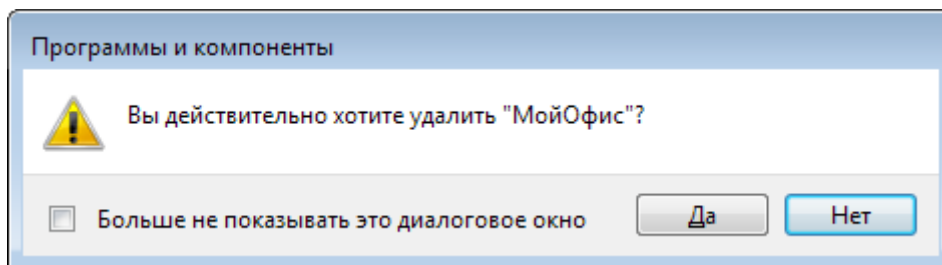 Программы и компоненты
Вы действительно хотите удалить "МойОфис"?
Больше не показывать это диалоговое окно
Да
Нет